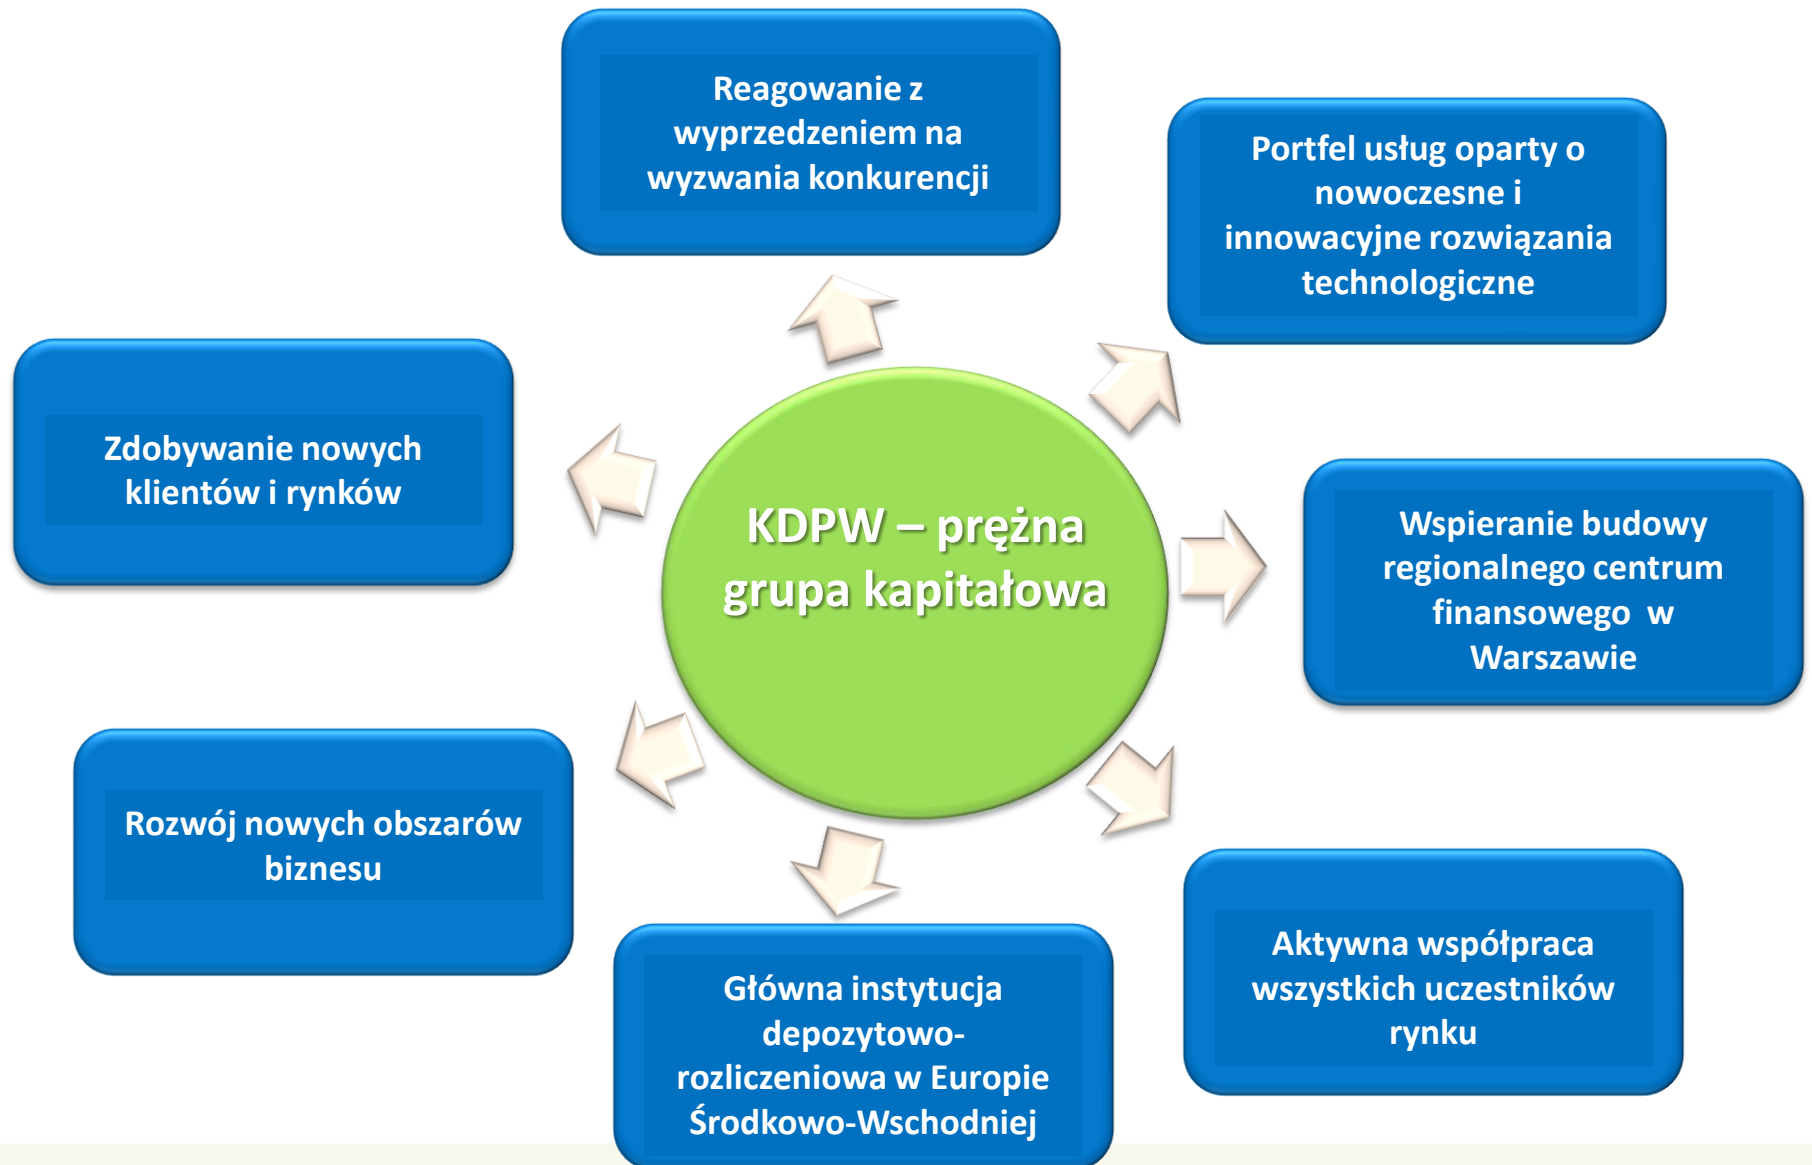 Reagowanie z
wyprzedzeniem na
wyzwania konkurencji
Portfel usług oparty o
nowoczesne i
innowacyjne rozwiązania
technologiczne
Zdobywanie nowych
klientów i rynków
KDPW – prężna
grupa kapitałowa
Wspieranie budowy
regionalnego centrum
finansowego w
Warszawie
Rozwój nowych obszarów
biznesu
Aktywna współpraca
wszystkich uczestników
rynku
Główna instytucja
depozytowo-
rozliczeniowa w Europie
Środkowo-Wschodniej